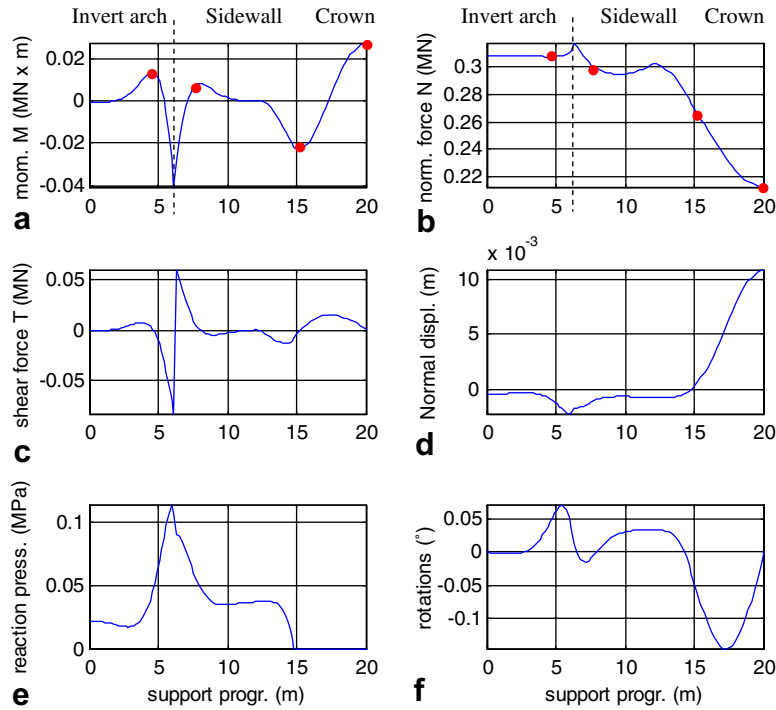 Invert arch Sidewall Crown
Invert arch Sidewall Crown
mom. M (MN x m)
0.02
0
-0.02
-0.04
0 5 10 15 20
a
norm. force N (MN)
0.3
0.26
0.22
0 5 10 15 20
b
shear force T (MN)
0.05
0
-0.05
0 5 10 15 20
c
x 10⁻³
Normal displ. (m)
10
5
0
0 5 10 15 20
d
reaction press. (MPa)
0.1
0.05
0
0 5 10 15 20
support progr. (m)
e
rotations (°)
0.05
0
-0.05
-0.1
0 5 10 15 20
support progr. (m)
f